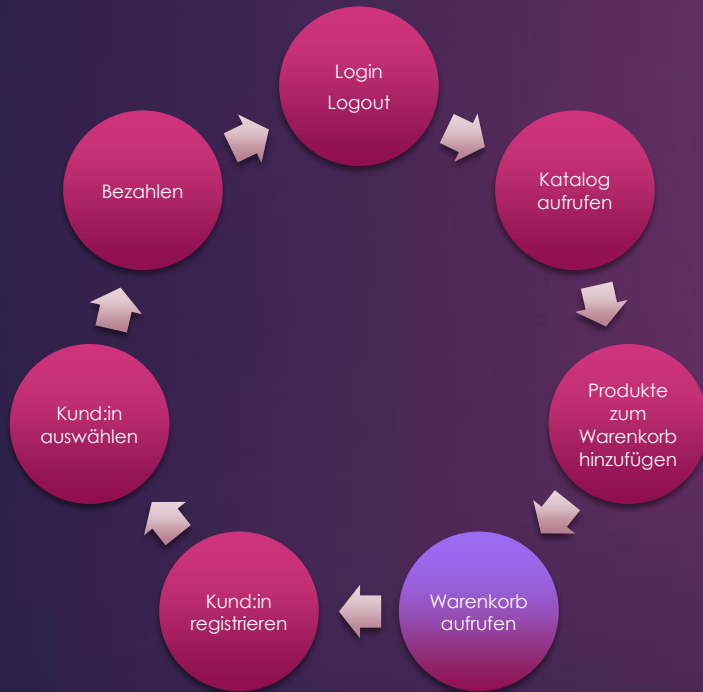 Login
Logout
Katalog
aufrufen
Produkte
zum
Warenkorb
hinzufügen
Warenkorb
aufrufen
Kund:in
registrieren
Kund:in
auswählen
Bezahlen